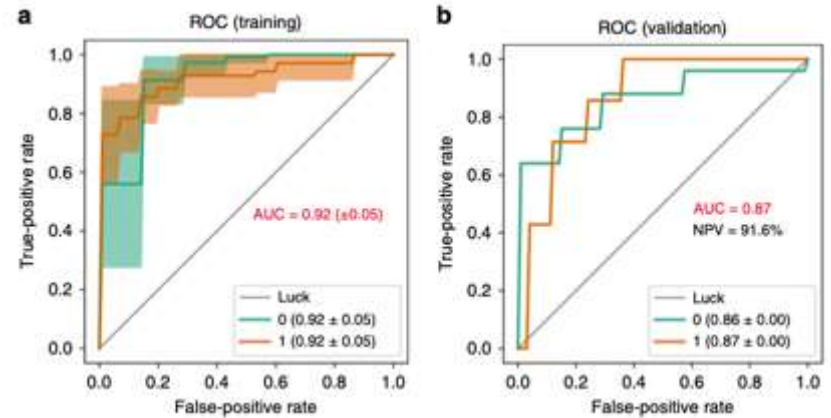 a
ROC (training)
True-positive rate
1.0
0.8
0.6
0.4
0.2
0.0
AUC = 0.92 (±0.05)
Luck
0 (0.92 ± 0.05)
1 (0.92 ± 0.05)
0.0 0.2 0.4 0.6 0.8 1.0
False-positive rate
b
ROC (validation)
True-positive rate
1.0
0.8
0.6
0.4
0.2
0.0
AUC = 0.87
NPV = 91.6%
Luck
0 (0.86 ± 0.00)
1 (0.87 ± 0.00)
0.0 0.2 0.4 0.6 0.8 1.0
False-positive rate